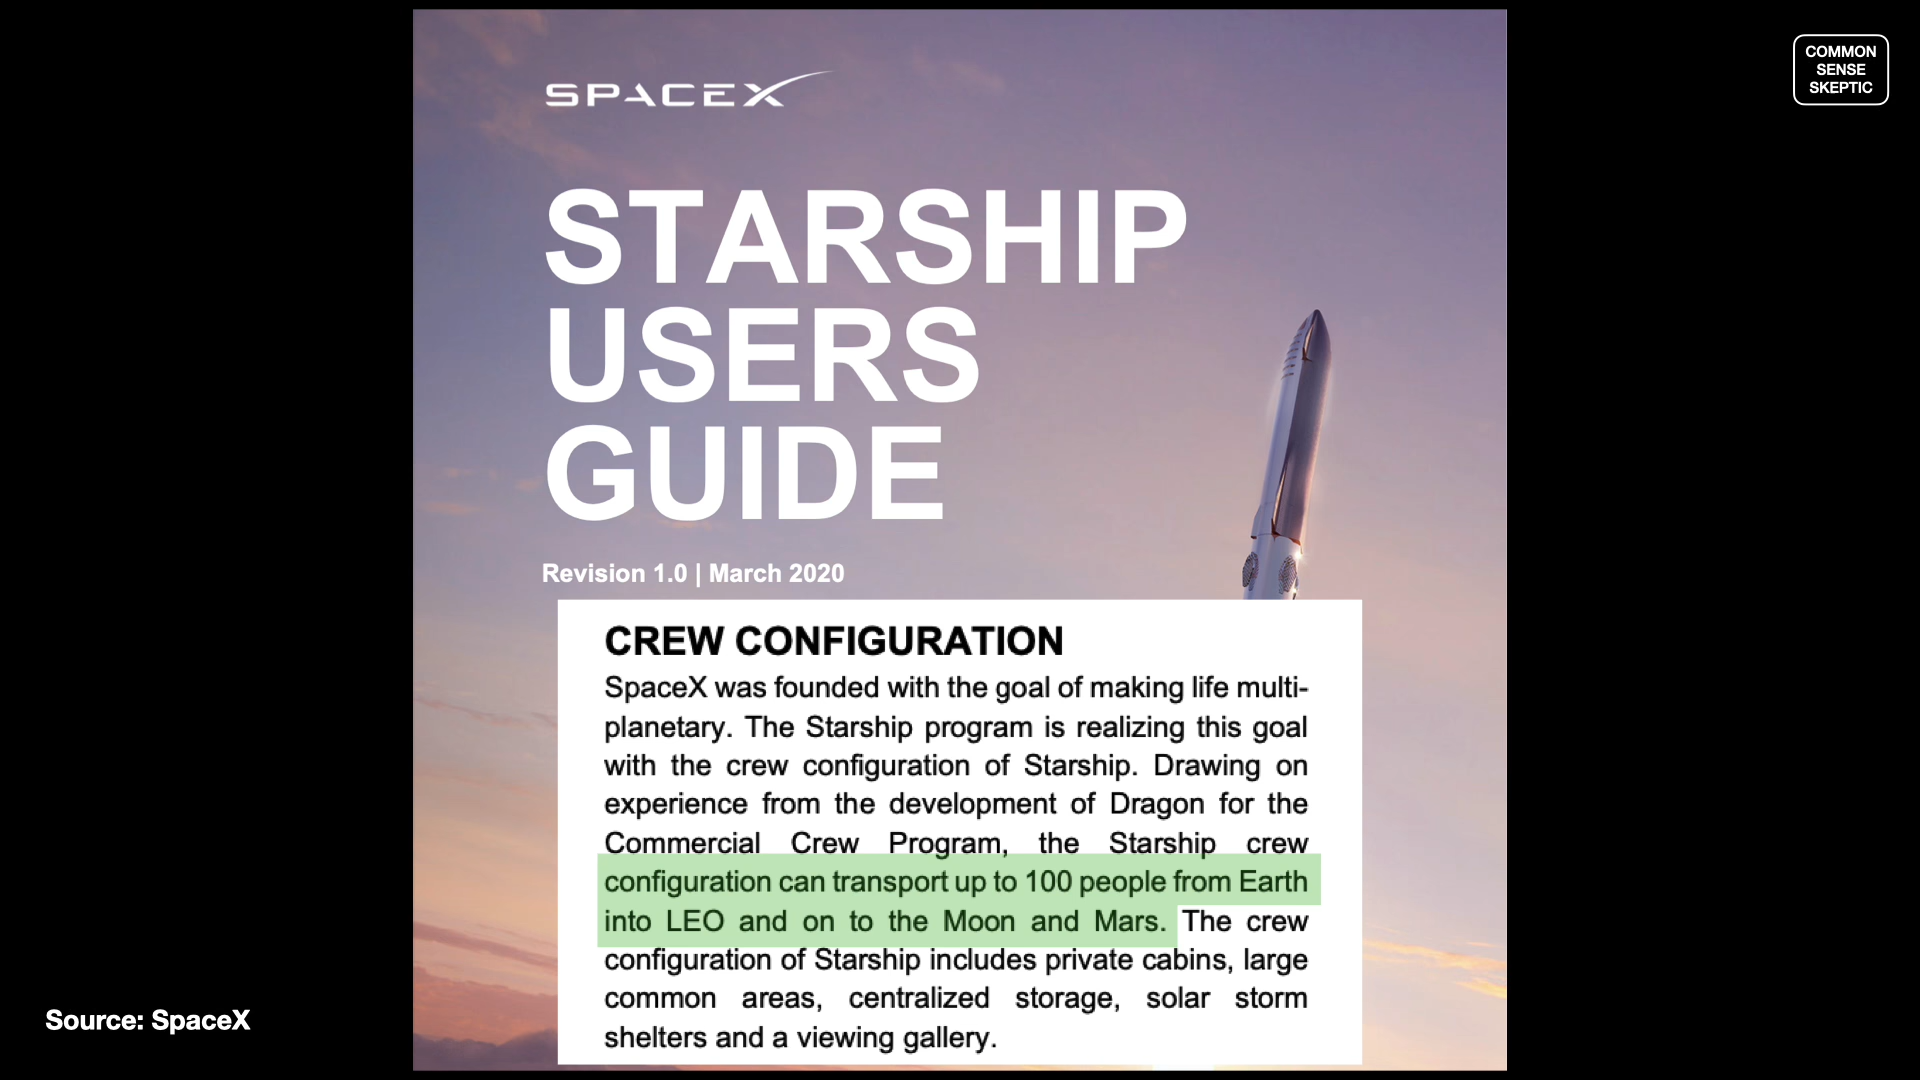 COMMON
SENSE
SKEPTIC
SPACEX
STARSHIP
USERS
GUIDE
Revision 1.0 | March 2020
CREW CONFIGURATION
SpaceX was founded with the goal of making life multi-
planetary. The Starship program is realizing this goal
with the crew configuration of Starship. Drawing on
experience from the development of Dragon for the
Commercial Crew Program, the Starship crew
configuration can transport up to 100 people from Earth
into LEO and on to the Moon and Mars. The crew
configuration of Starship includes private cabins, large
common areas, centralized storage, solar storm
shelters and a viewing gallery.
Source: SpaceX